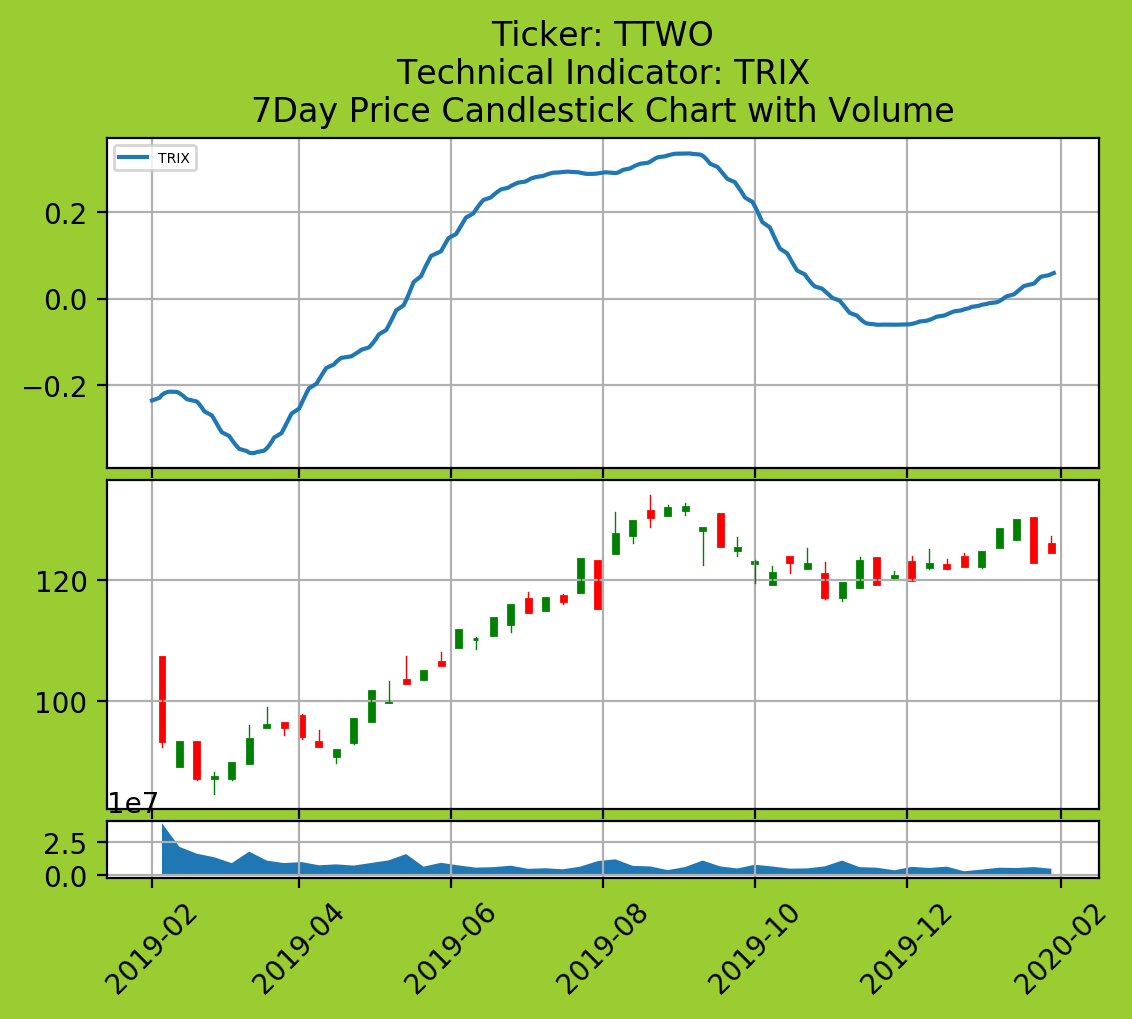 Ticker: TTWO
Technical Indicator: TRIX
7Day Price Candlestick Chart with Volume
TRIX
0.2
0.0
−0.2
120
100
1e7
2.5
0.0
2019-02
2019-04
2019-06
2019-08
2019-10
2019-12
2020-02